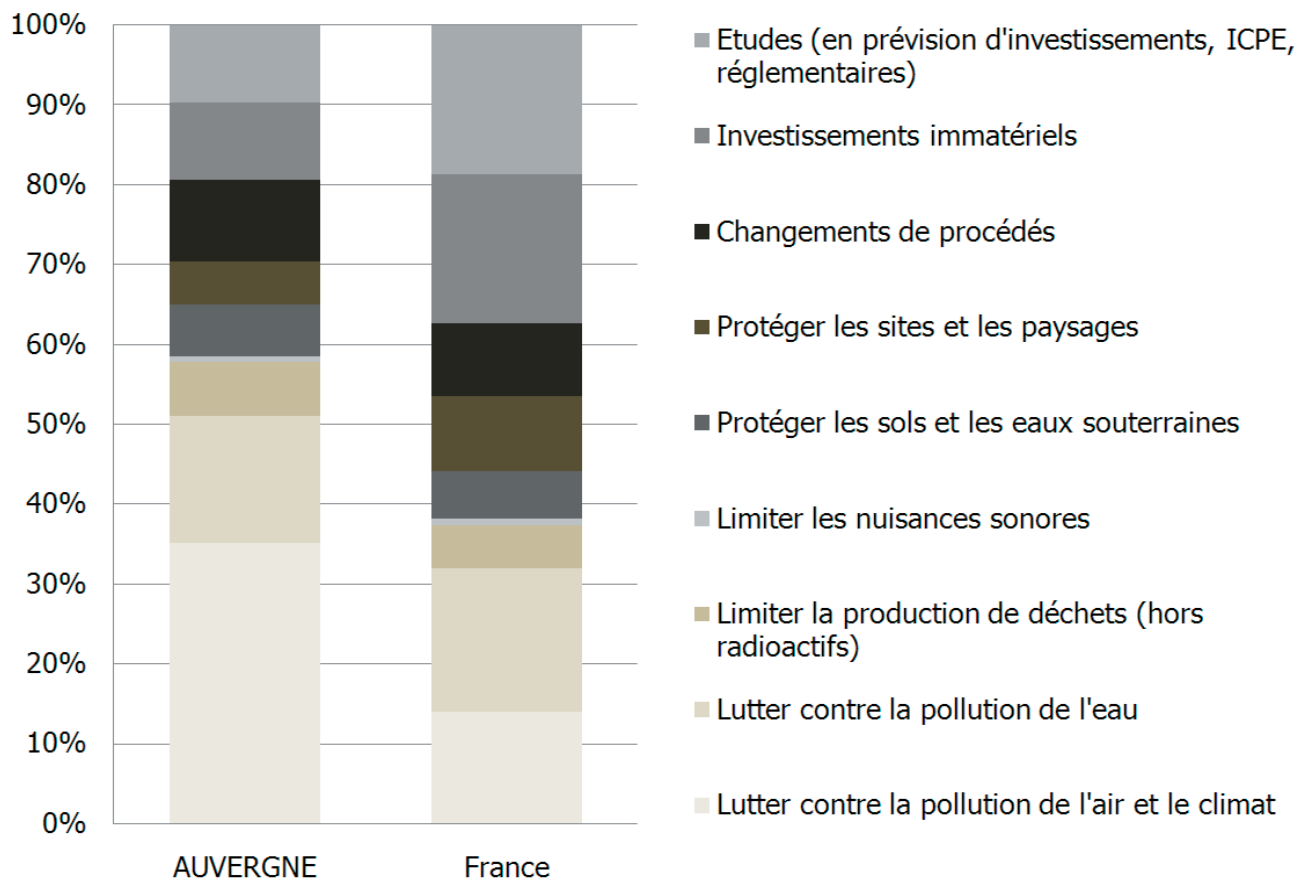 100%
90%
80%
70%
60%
50%
40%
30%
20%
10%
0%
AUVERGNE
France
Etudes (en prévision d'investissements, ICPE,
réglementaires)
Investissements immatériels
Changements de procédés
Protéger les sites et les paysages
Protéger les sols et les eaux souterraines
Limiter les nuisances sonores
Limiter la production de déchets (hors
radioactifs)
Lutter contre la pollution de l'eau
Lutter contre la pollution de l'air et le climat